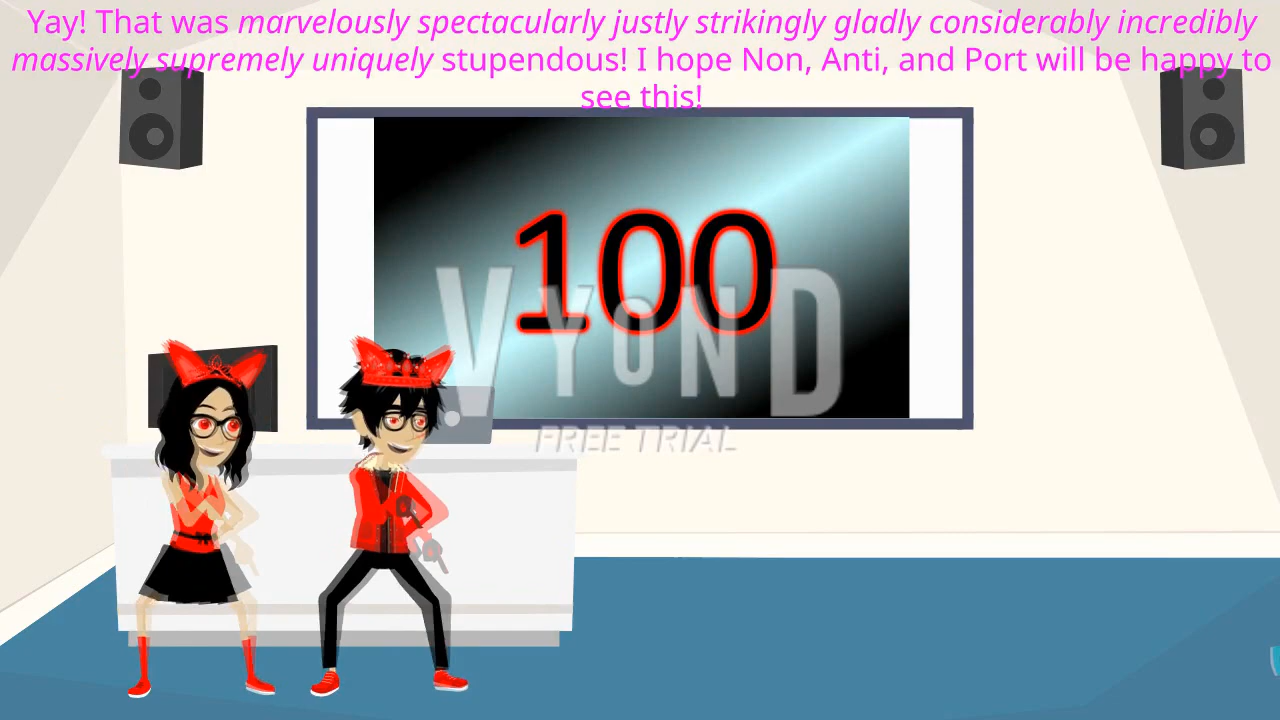 Yay! That was marvelously spectacularly justly strikingly gladly considerably incredibly
massively supremely uniquely stupendous! I hope Non, Anti, and Port will be happy to
see this!
100
VYOND
FREE TRIAL